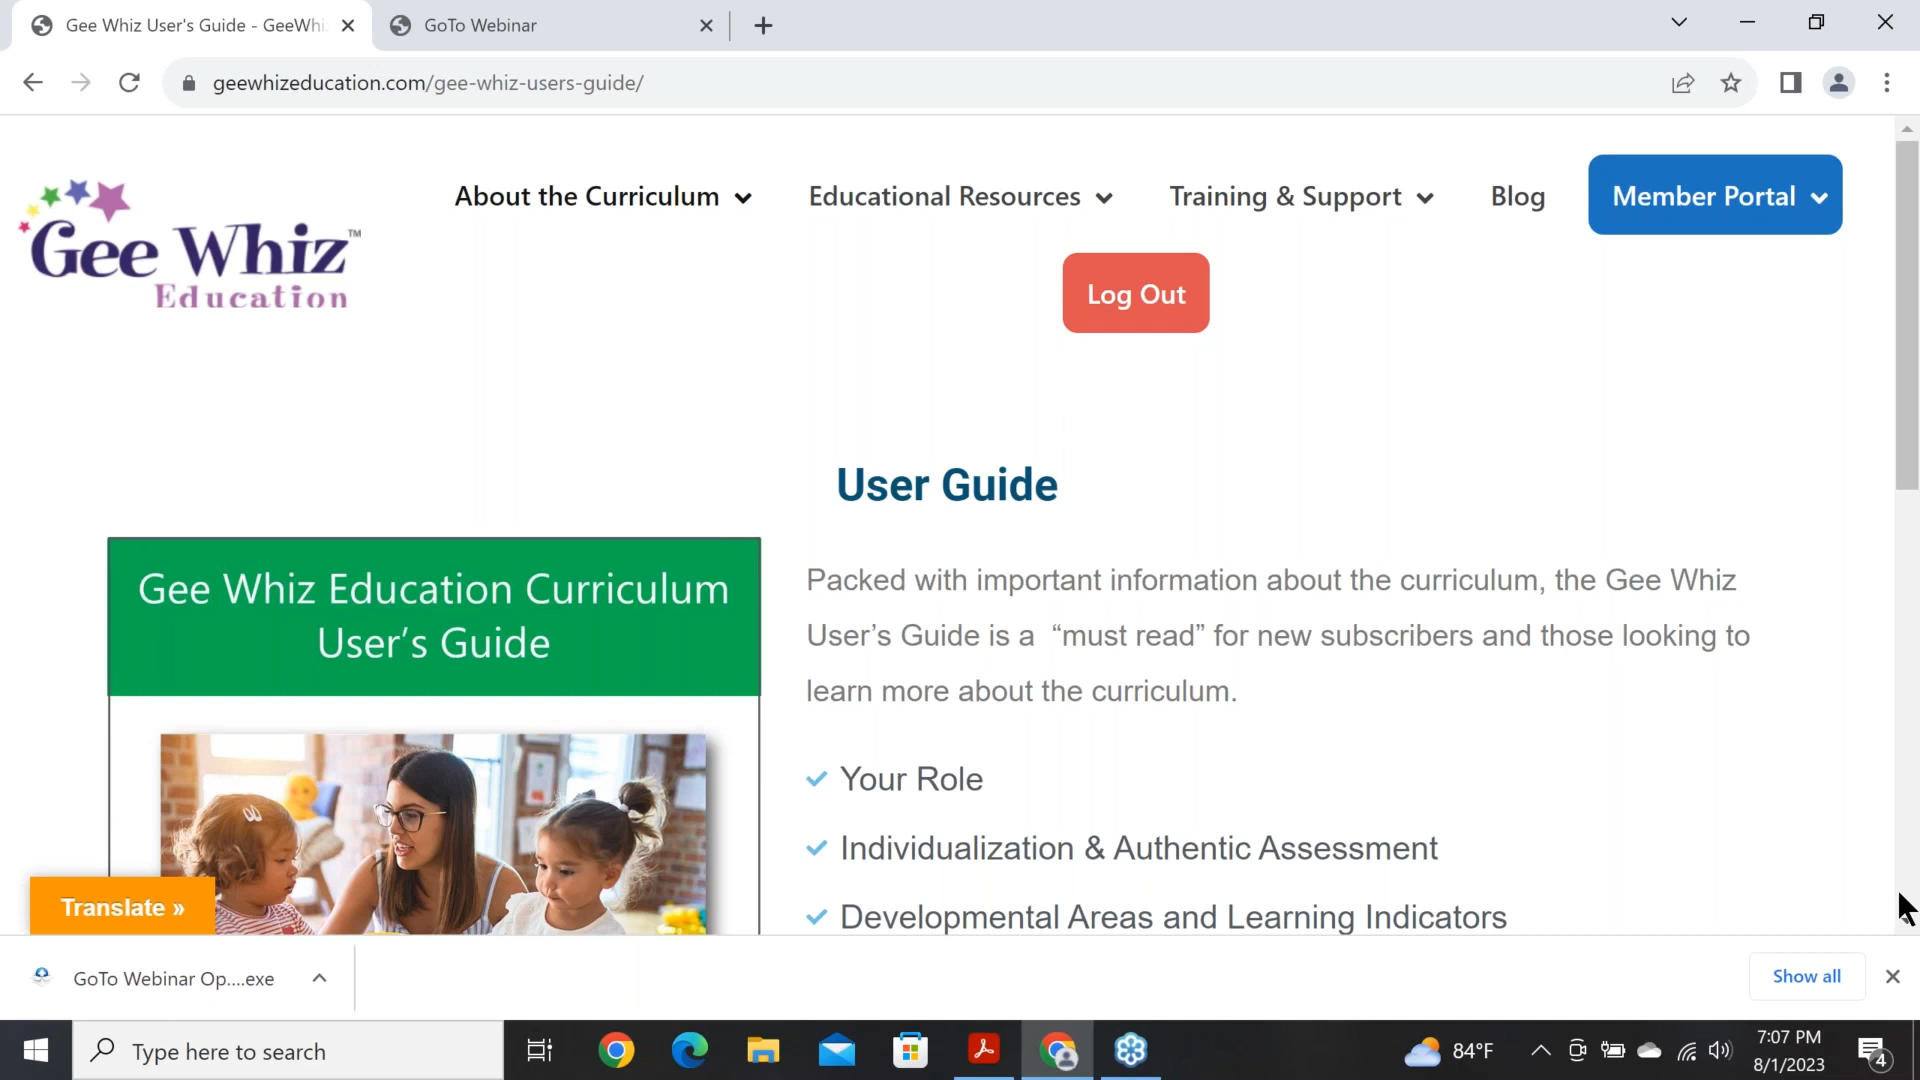 Gee Whiz User's Guide - GeeWhi
GoTo Webinar
geewhizeducation.com/gee-whiz-users-guide/
Gee Whiz™
Education
About the Curriculum
Educational Resources
Training & Support
Blog
Member Portal
Log Out
User Guide
Gee Whiz Education Curriculum
User’s Guide
Packed with important information about the curriculum, the Gee Whiz
User’s Guide is a “must read” for new subscribers and those looking to
learn more about the curriculum.
Your Role
Individualization & Authentic Assessment
Developmental Areas and Learning Indicators
Translate »
GoTo Webinar Op....exe
Show all
Type here to search
84°F
7:07 PM
8/1/2023
4